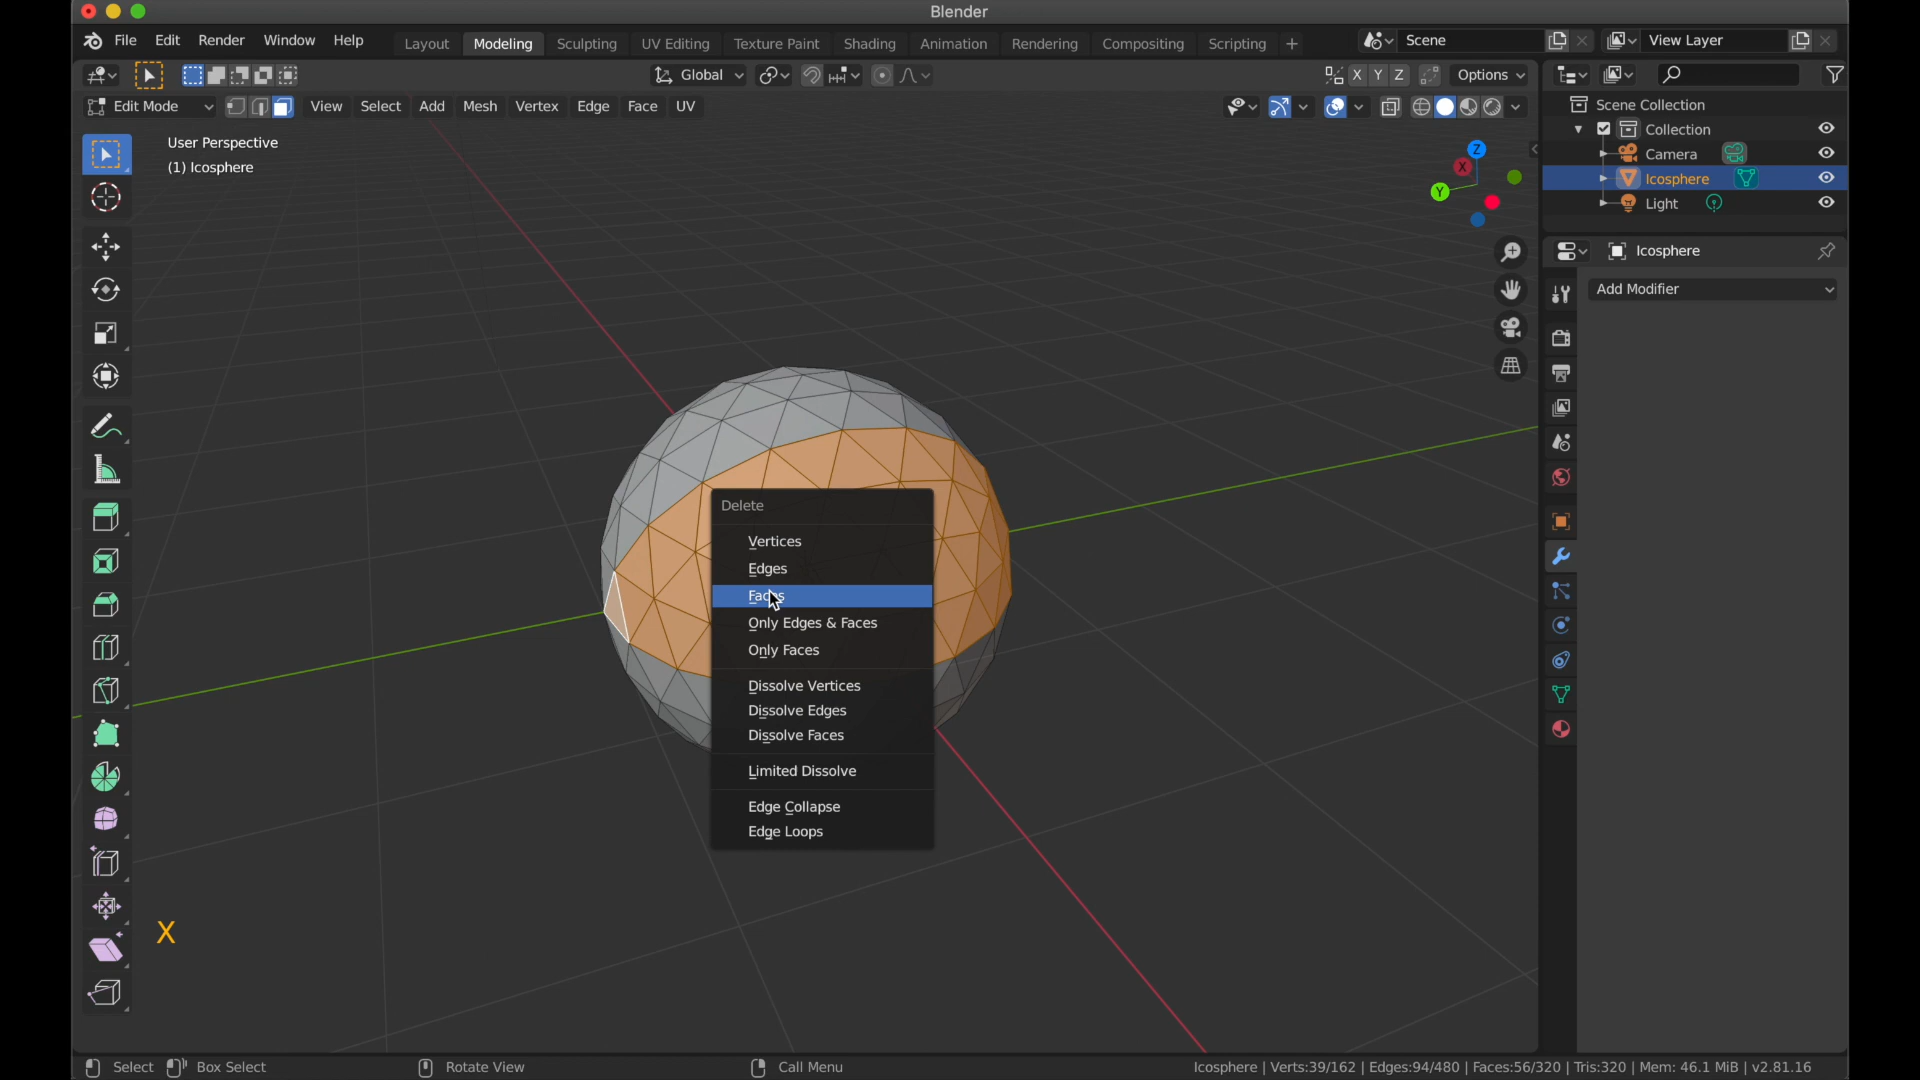 Blender
File Edit Render Window Help Layout Modeling Sculpting UV Editing Texture Paint Shading Animation Rendering Compositing Scripting + Scene View Layer
Global X Y Z Options
Edit Mode View Select Add Mesh Vertex Edge Face UV
Scene Collection
Collection
Camera
Icosphere
Light
Icosphere
Add Modifier
User Perspective
(1) Icosphere
Z
X
Y
Delete
Vertices
Edges
Faces
Only Edges & Faces
Only Faces
Dissolve Vertices
Dissolve Edges
Dissolve Faces
Limited Dissolve
Edge Collapse
Edge Loops
X
Select Box Select Rotate View Call Menu Icosphere | Verts:39/162 | Edges:94/480 | Faces:56/320 | Tris:320 | Mem: 46.1 MiB | v2.81.16